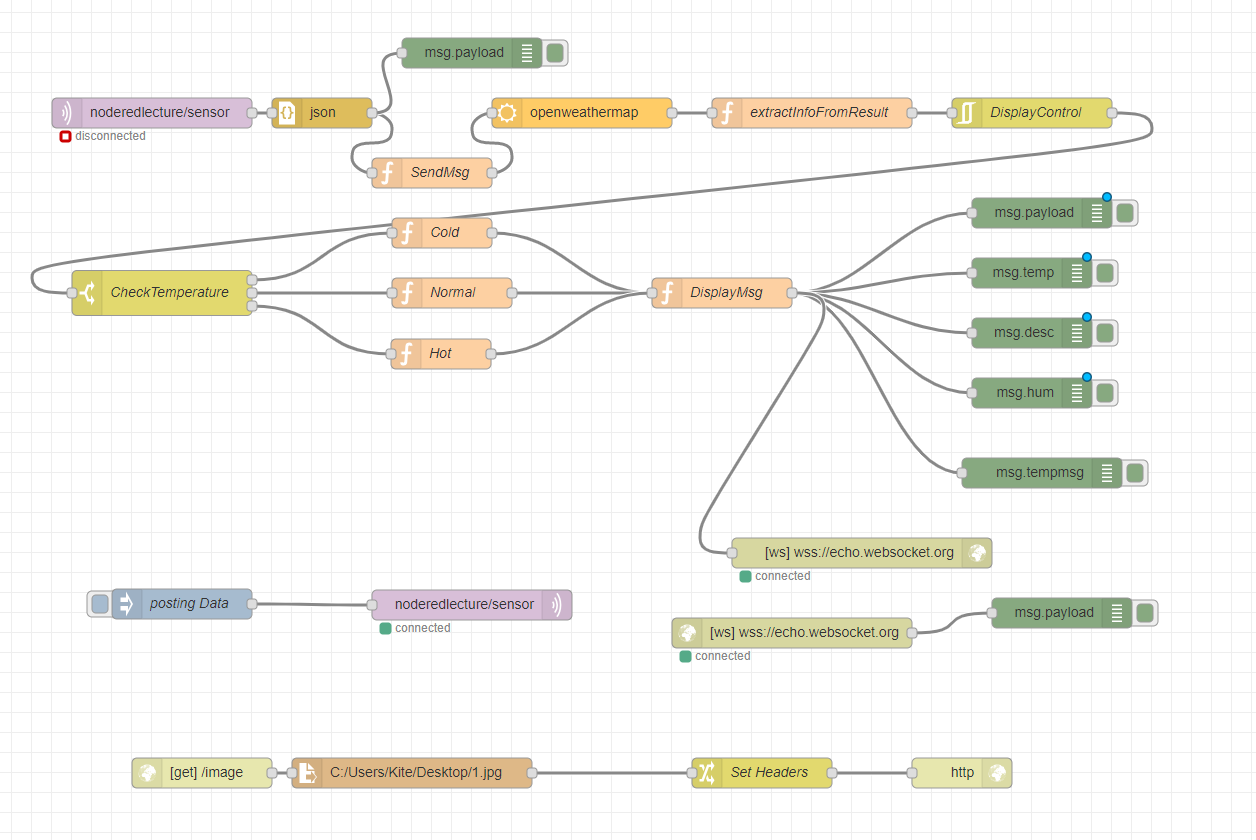 msg.payload
noderedlecture/sensor
json
openweathermap
extractInfoFromResult
DisplayControl
disconnected
SendMsg
msg.payload
Cold
msg.temp
CheckTemperature
Normal
DisplayMsg
msg.desc
Hot
msg.hum
msg.tempmsg
[ws] wss://echo.websocket.org
connected
posting Data
noderedlecture/sensor
connected
msg.payload
[ws] wss://echo.websocket.org
connected
[get] /image
C:/Users/Kite/Desktop/1.jpg
Set Headers
http